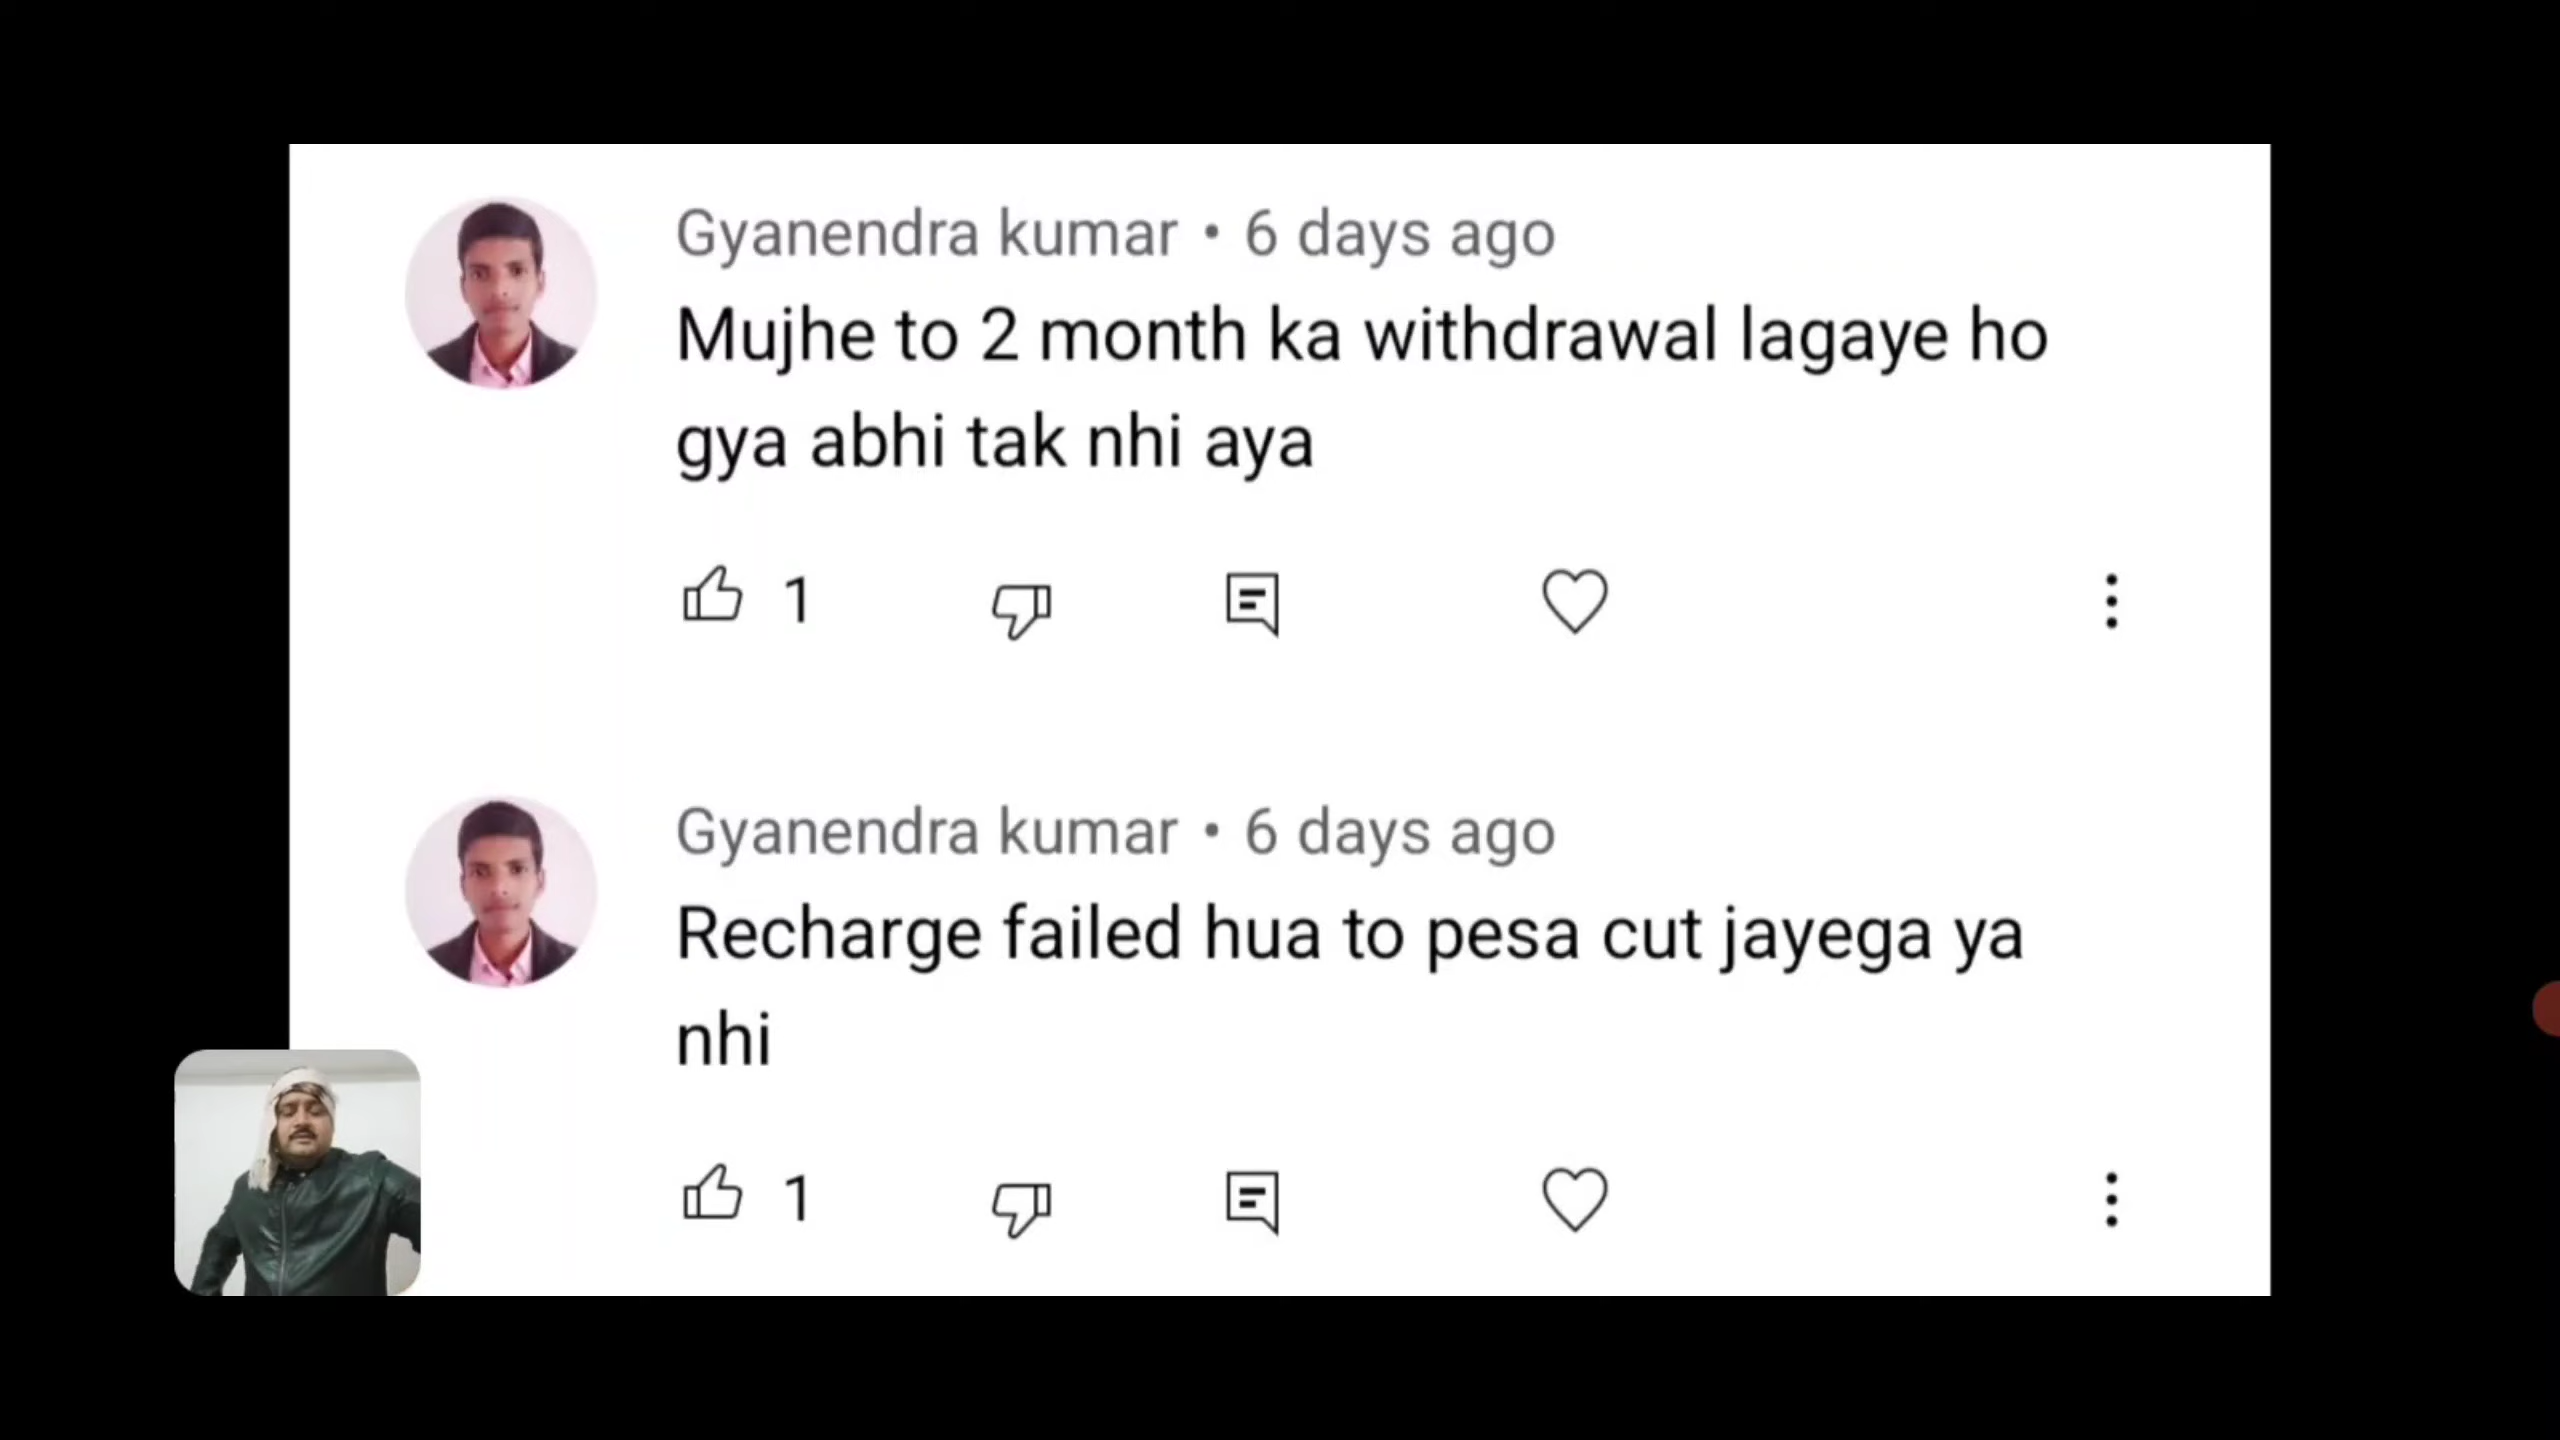 Gyanendra kumar • 6 days ago
Mujhe to 2 month ka withdrawal lagaye ho
gya abhi tak nhi aya
1
Gyanendra kumar • 6 days ago
Recharge failed hua to pesa cut jayega ya
nhi
1